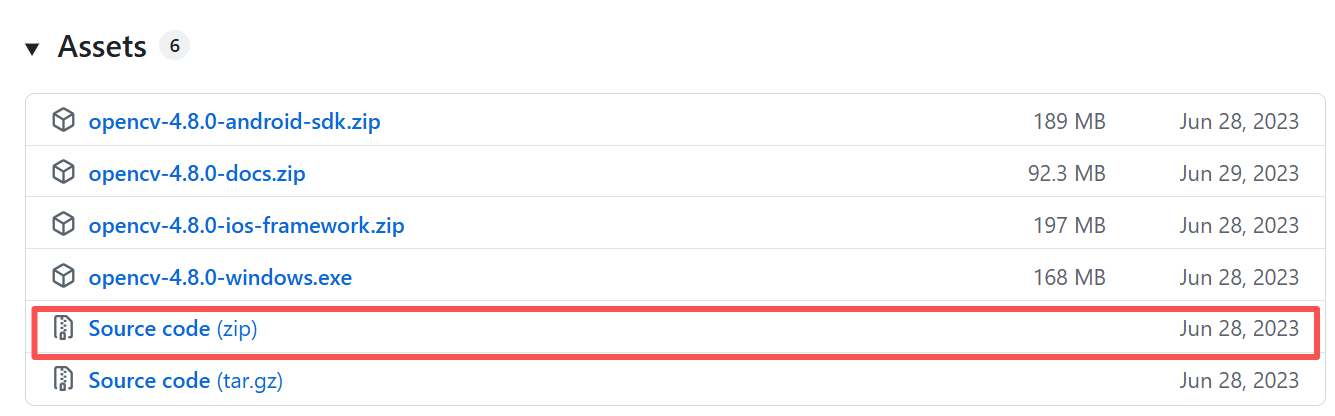 Assets 6
opencv-4.8.0-android-sdk.zip 189 MB Jun 28, 2023
opencv-4.8.0-docs.zip 92.3 MB Jun 29, 2023
opencv-4.8.0-ios-framework.zip 197 MB Jun 28, 2023
opencv-4.8.0-windows.exe 168 MB Jun 28, 2023
Source code (zip) Jun 28, 2023
Source code (tar.gz) Jun 28, 2023